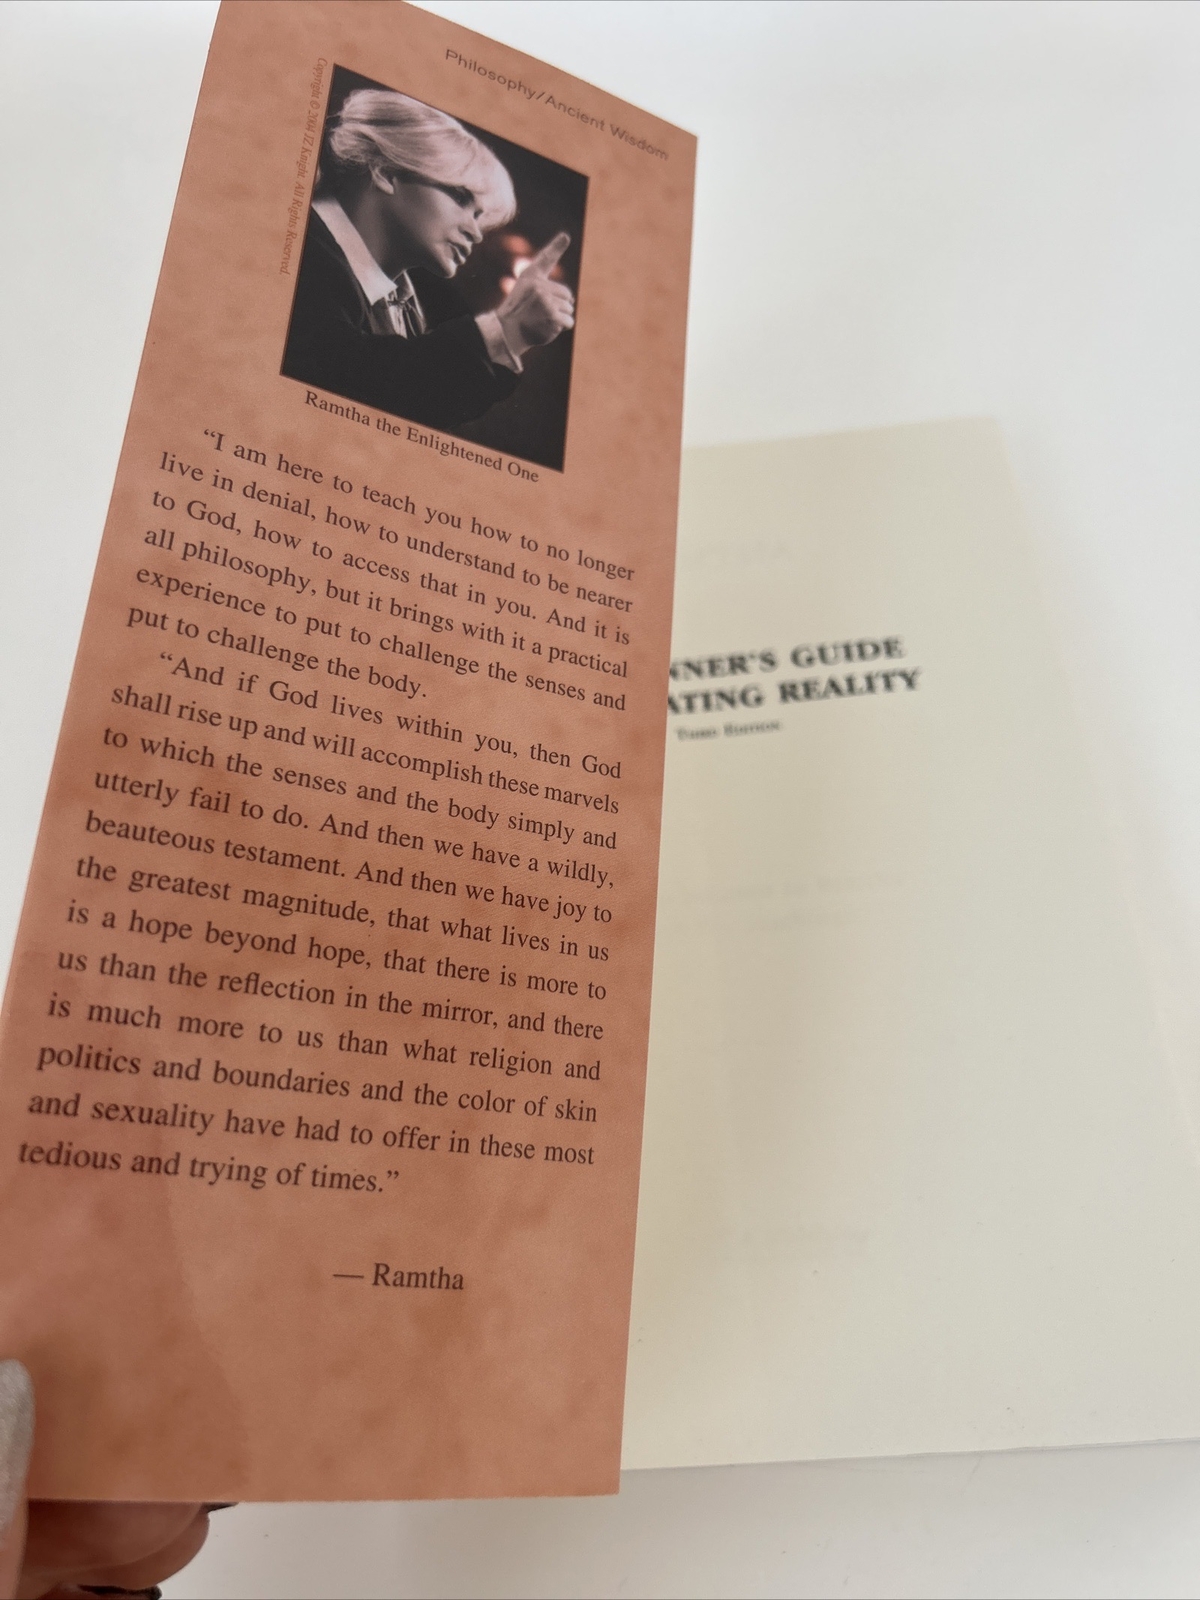 Philosophy/Ancient Wisdom
Copyright © 2004 JZ Knight. All Rights Reserved.
Ramtha the Enlightened One
“I am here to teach you how to no longer
live in denial, how to understand to be nearer
to God, how to access that in you. And it is
all philosophy, but it brings with it a practical
experience to put to challenge the senses and
put to challenge the body.
“And if God lives within you, then God
shall rise up and will accomplish these marvels
to which the senses and the body simply and
utterly fail to do. And then we have a wildly,
beauteous testament. And then we have joy to
the greatest magnitude, that what lives in us
is a hope beyond hope, that there is more to
us than the reflection in the mirror, and there
is much more to us than what religion and
politics and boundaries and the color of skin
and sexuality have had to offer in these most
tedious and trying of times.”
— Ramtha
NNER’S GUIDE
ATING REALITY
Third Edition